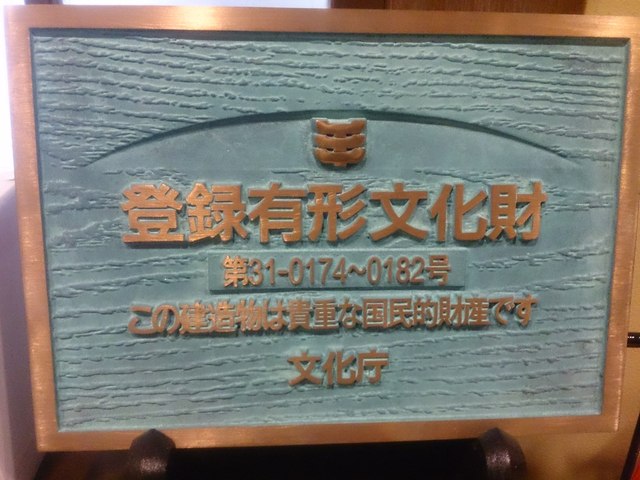 登録有形文化財
第31-0174~0182号
この建造物は貴重な国民的財産です
文化庁